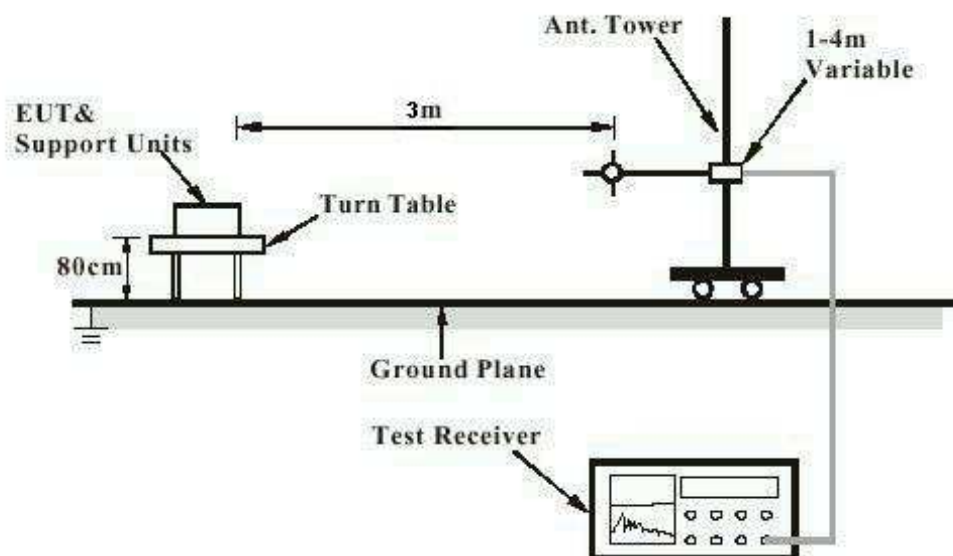 Ant. Tower
1-4m
Variable
EUT&
Support Units
3m
Turn Table
80cm
Ground Plane
Test Receiver